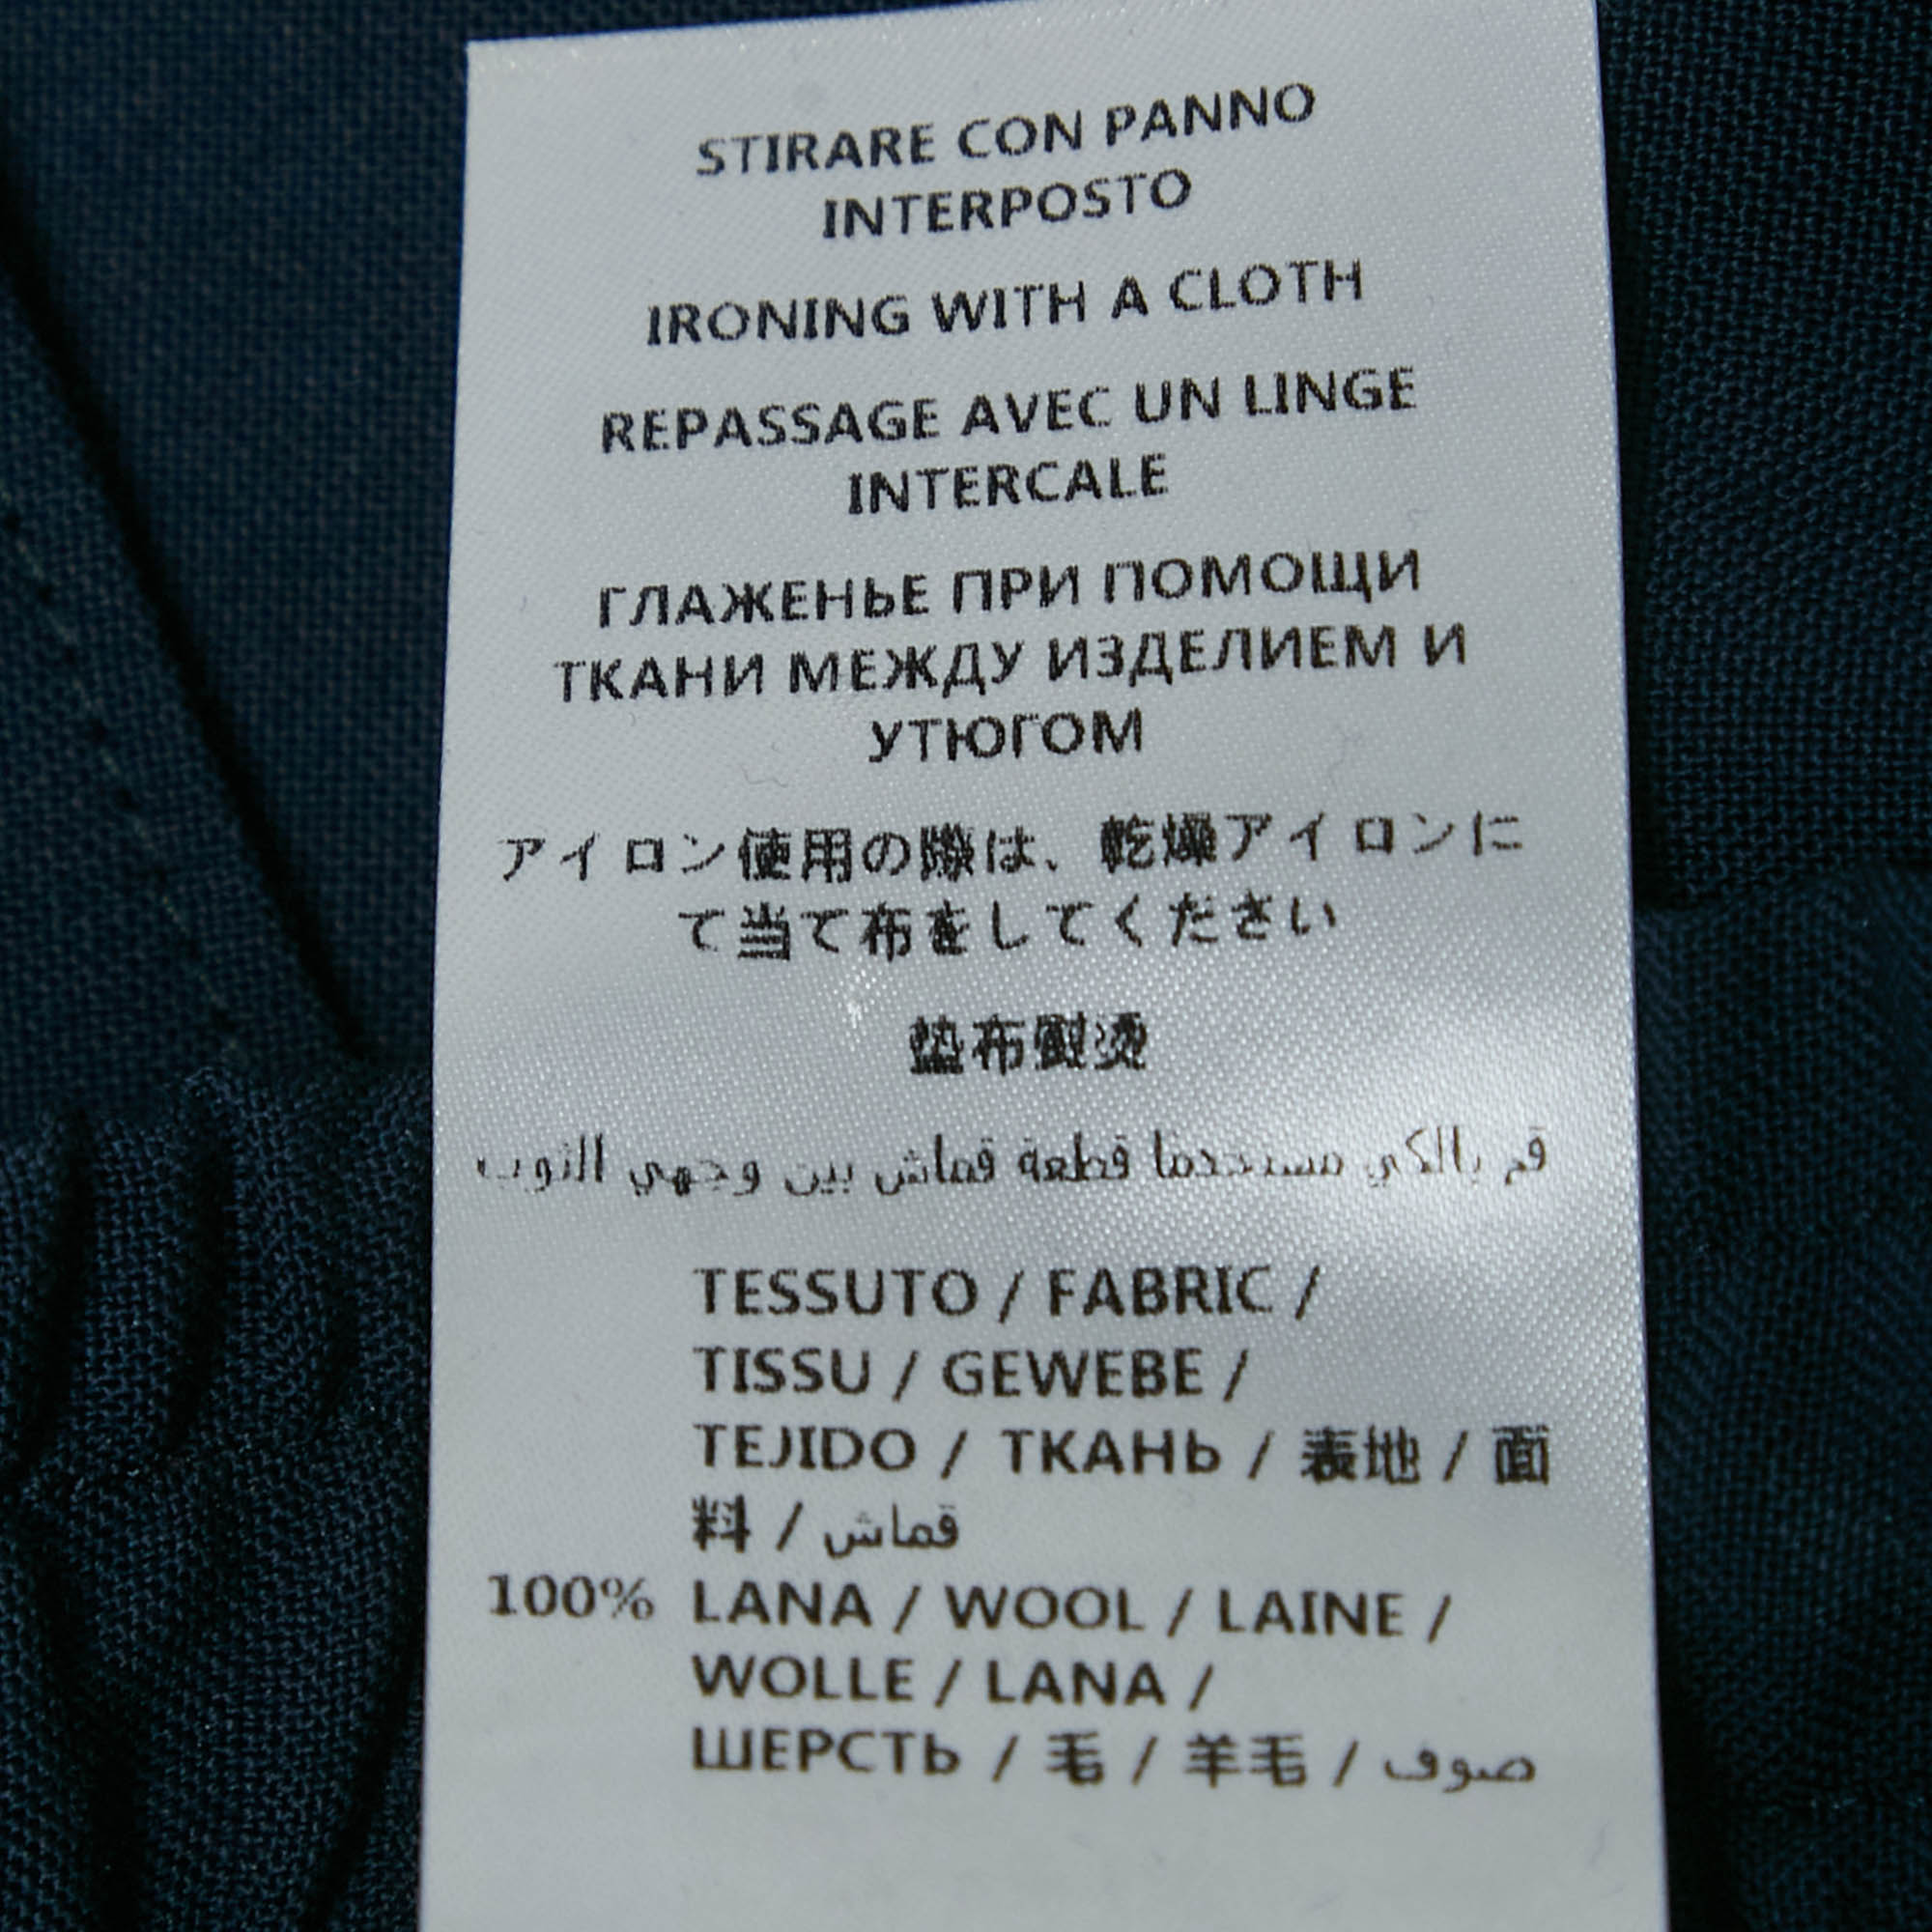 STIRARE CON PANNO
INTERPOSTO
IRONING WITH A CLOTH
REPASSAGE AVEC UN LINGE
INTERCALE
ГЛАЖЕНЬЕ ПРИ ПОМОЩИ
ТКАНИ МЕЖДУ ИЗДЕЛИЕМ И
УТЮГОМ
アイロン使用の際は、乾燥アイロンに
て当て布をしてください
垫布熨烫
قم بالكي مستخدما قطعة قماش بين وجهي الثوب
TESSUTO / FABRIC /
TISSU / GEWEBE /
TEJIDO / ТКАНЬ / 表地 / 面
料 / قماش
100% LANA / WOOL / LAINE /
WOLLE / LANA /
ШЕРСТЬ / 毛 / 羊毛 / صوف